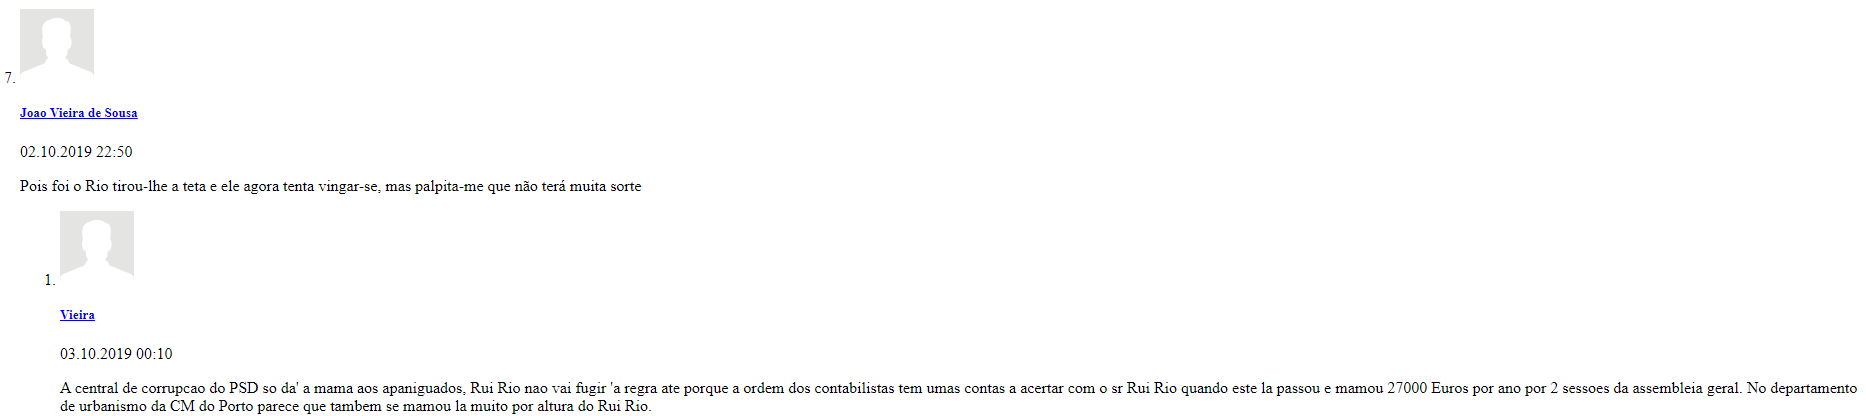 7.
Joao Vieira de Sousa
02.10.2019 22:50
Pois foi o Rio tirou-lhe a teta e ele agora tenta vingar-se, mas palpita-me que não terá muita sorte
1.
Vieira
03.10.2019 00:10
A central de corrupcao do PSD so da' a mama aos apaniguados, Rui Rio nao vai fugir 'a regra ate porque a ordem dos contabilistas tem umas contas a acertar com o sr Rui Rio quando este la passou e mamou 27000 Euros por ano por 2 sessoes da assembleia geral. No departamento
de urbanismo da CM do Porto parece que tambem se mamou la muito por altura do Rui Rio.